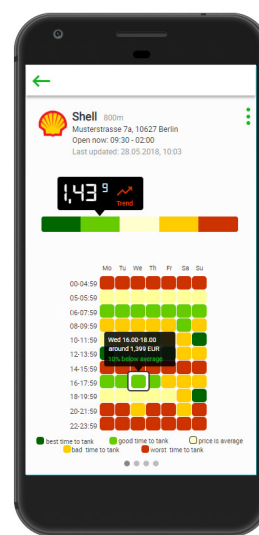 Shell 800m
Musterstrasse 7a, 10627 Berlin
Open now: 09:30 - 02:00
Last updated: 28.05.2018, 10:03
1,43 9
Trend
Mo Tu We Th Fr Sa Su
00-04:59
05-05:59
06-07:59
08-09:59
10-11:59
Wed 16.00-18.00
around 1,399 EUR
10% below average
12-13:59
14-15:59
16-17:59
18-19:59
20-21:59
22-23:59
best time to tank good time to tank price is average
bad time to tank worst time to tank